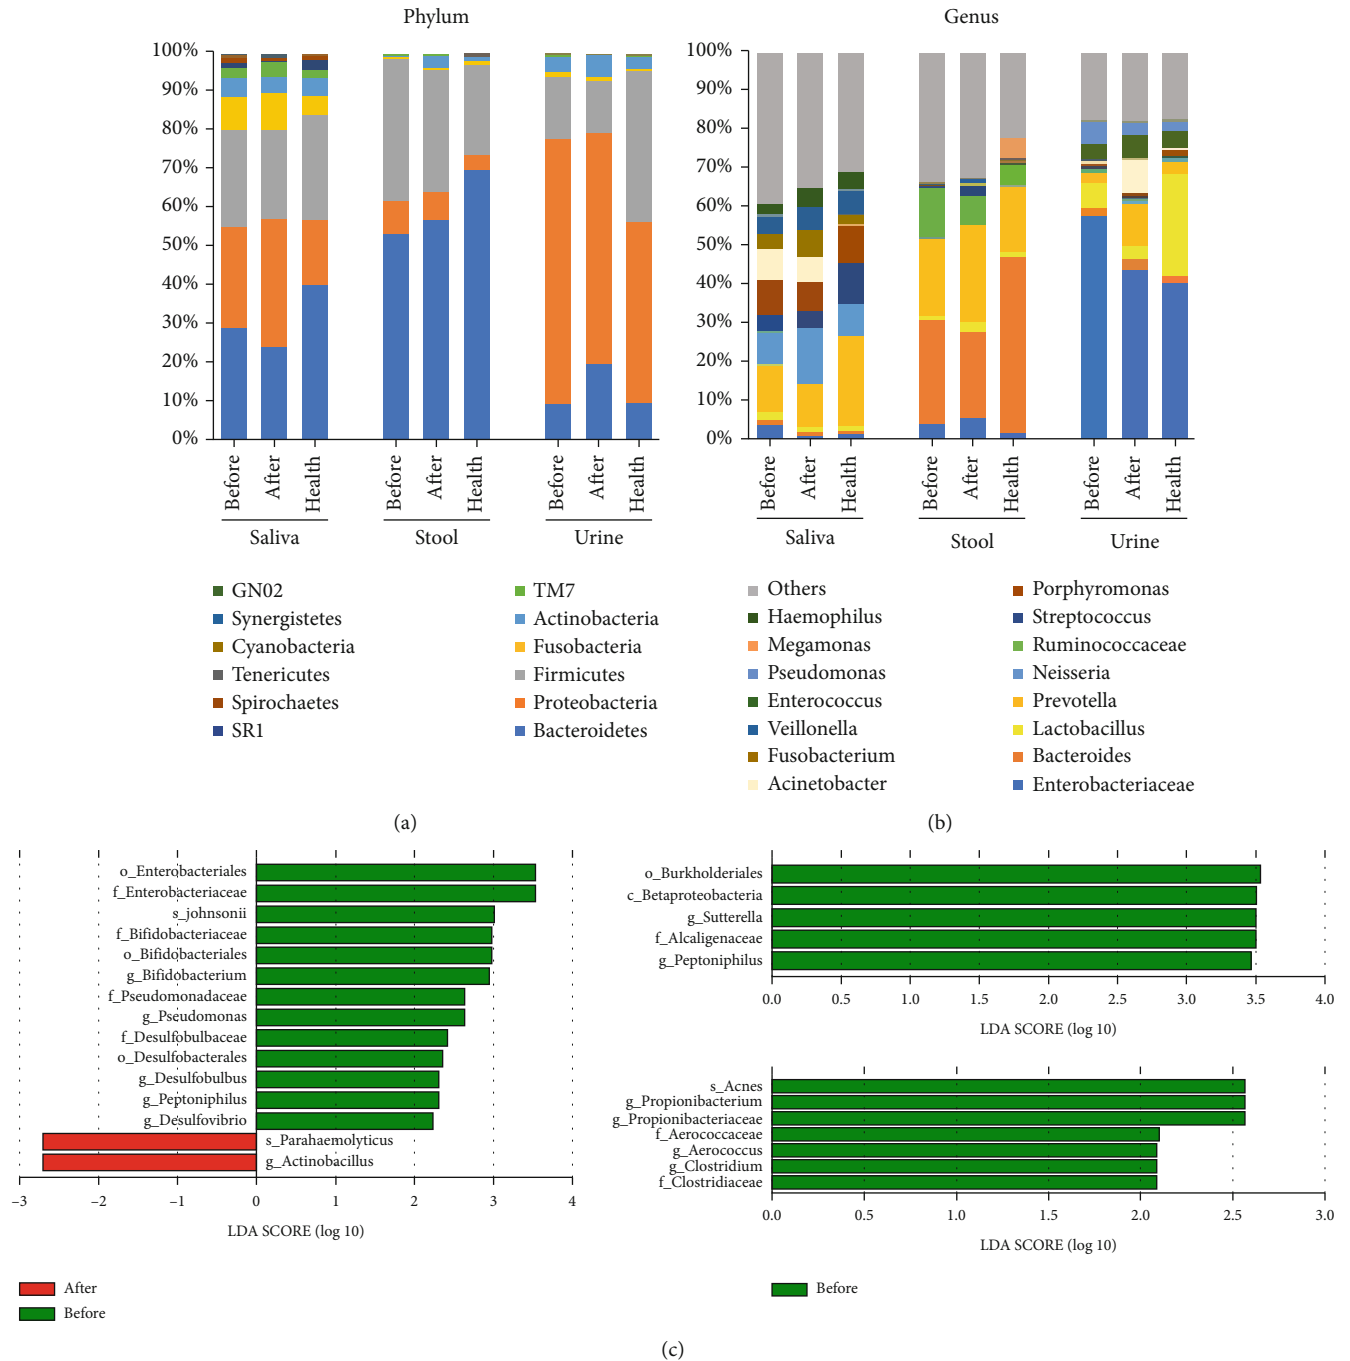 Phylum
100%
90%
80%
70%
60%
50%
40%
30%
20%
10%
0%
Before
After
Health
Before
After
Health
Before
After
Health
Saliva
Stool
Urine
GN02
Synergistetes
Cyanobacteria
Tenericutes
Spirochaetes
SR1
TM7
Actinobacteria
Fusobacteria
Firmicutes
Proteobacteria
Bacteroidetes
(a)
Genus
100%
90%
80%
70%
60%
50%
40%
30%
20%
10%
0%
Before
After
Health
Before
After
Health
Before
After
Health
Saliva
Stool
Urine
Others
Haemophilus
Megamonas
Pseudomonas
Enterococcus
Veillonella
Fusobacterium
Acinetobacter
Porphyromonas
Streptococcus
Ruminococcaceae
Neisseria
Prevotella
Lactobacillus
Bacteroides
Enterobacteriaceae
(b)
o_Enterobacteriales
f_Enterobacteriaceae
s_johnsonii
f_Bifidobacteriaceae
o_Bifidobacteriales
g_Bifidobacterium
f_Pseudomonadaceae
g_Pseudomonas
f_Desulfobulbaceae
o_Desulfobacterales
g_Desulfobulbus
g_Peptoniphilus
g_Desulfovibrio
s_Parahaemolyticus
g_Actinobacillus
–3 –2 –1 0 1 2 3 4
LDA SCORE (log 10)
After
Before
o_Burkholderiales
c_Betaproteobacteria
g_Sutterella
f_Alcaligenaceae
g_Peptoniphilus
0.0 0.5 1.0 1.5 2.0 2.5 3.0 3.5 4.0
LDA SCORE (log 10)
s_Acnes
g_Propionibacterium
g_Propionibacteriaceae
f_Aerococcaceae
g_Aerococcus
g_Clostridium
f_Clostridiaceae
0.0 0.5 1.0 1.5 2.0 2.5 3.0
LDA SCORE (log 10)
Before
(c)